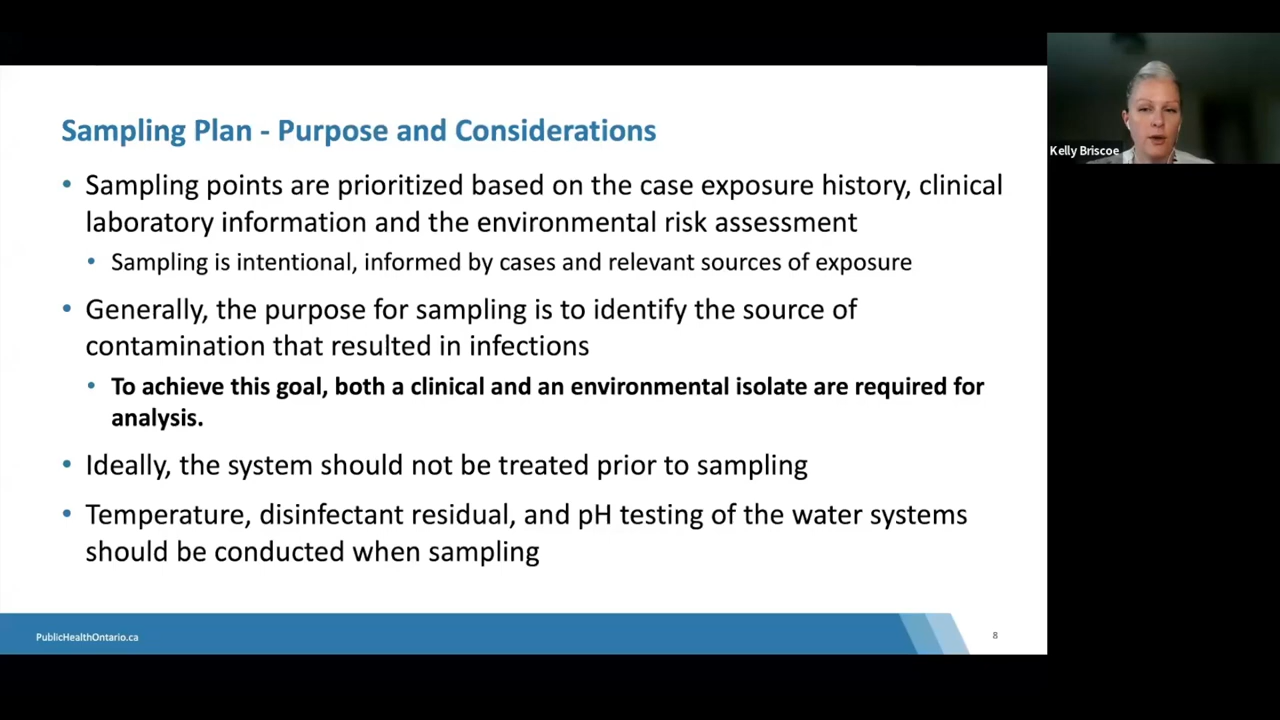 Sampling Plan - Purpose and Considerations
• Sampling points are prioritized based on the case exposure history, clinical
laboratory information and the environmental risk assessment
• Sampling is intentional, informed by cases and relevant sources of exposure
• Generally, the purpose for sampling is to identify the source of
contamination that resulted in infections
• To achieve this goal, both a clinical and an environmental isolate are required for
analysis.
• Ideally, the system should not be treated prior to sampling
• Temperature, disinfectant residual, and pH testing of the water systems
should be conducted when sampling
PublicHealthOntario.ca
8
Kelly Briscoe